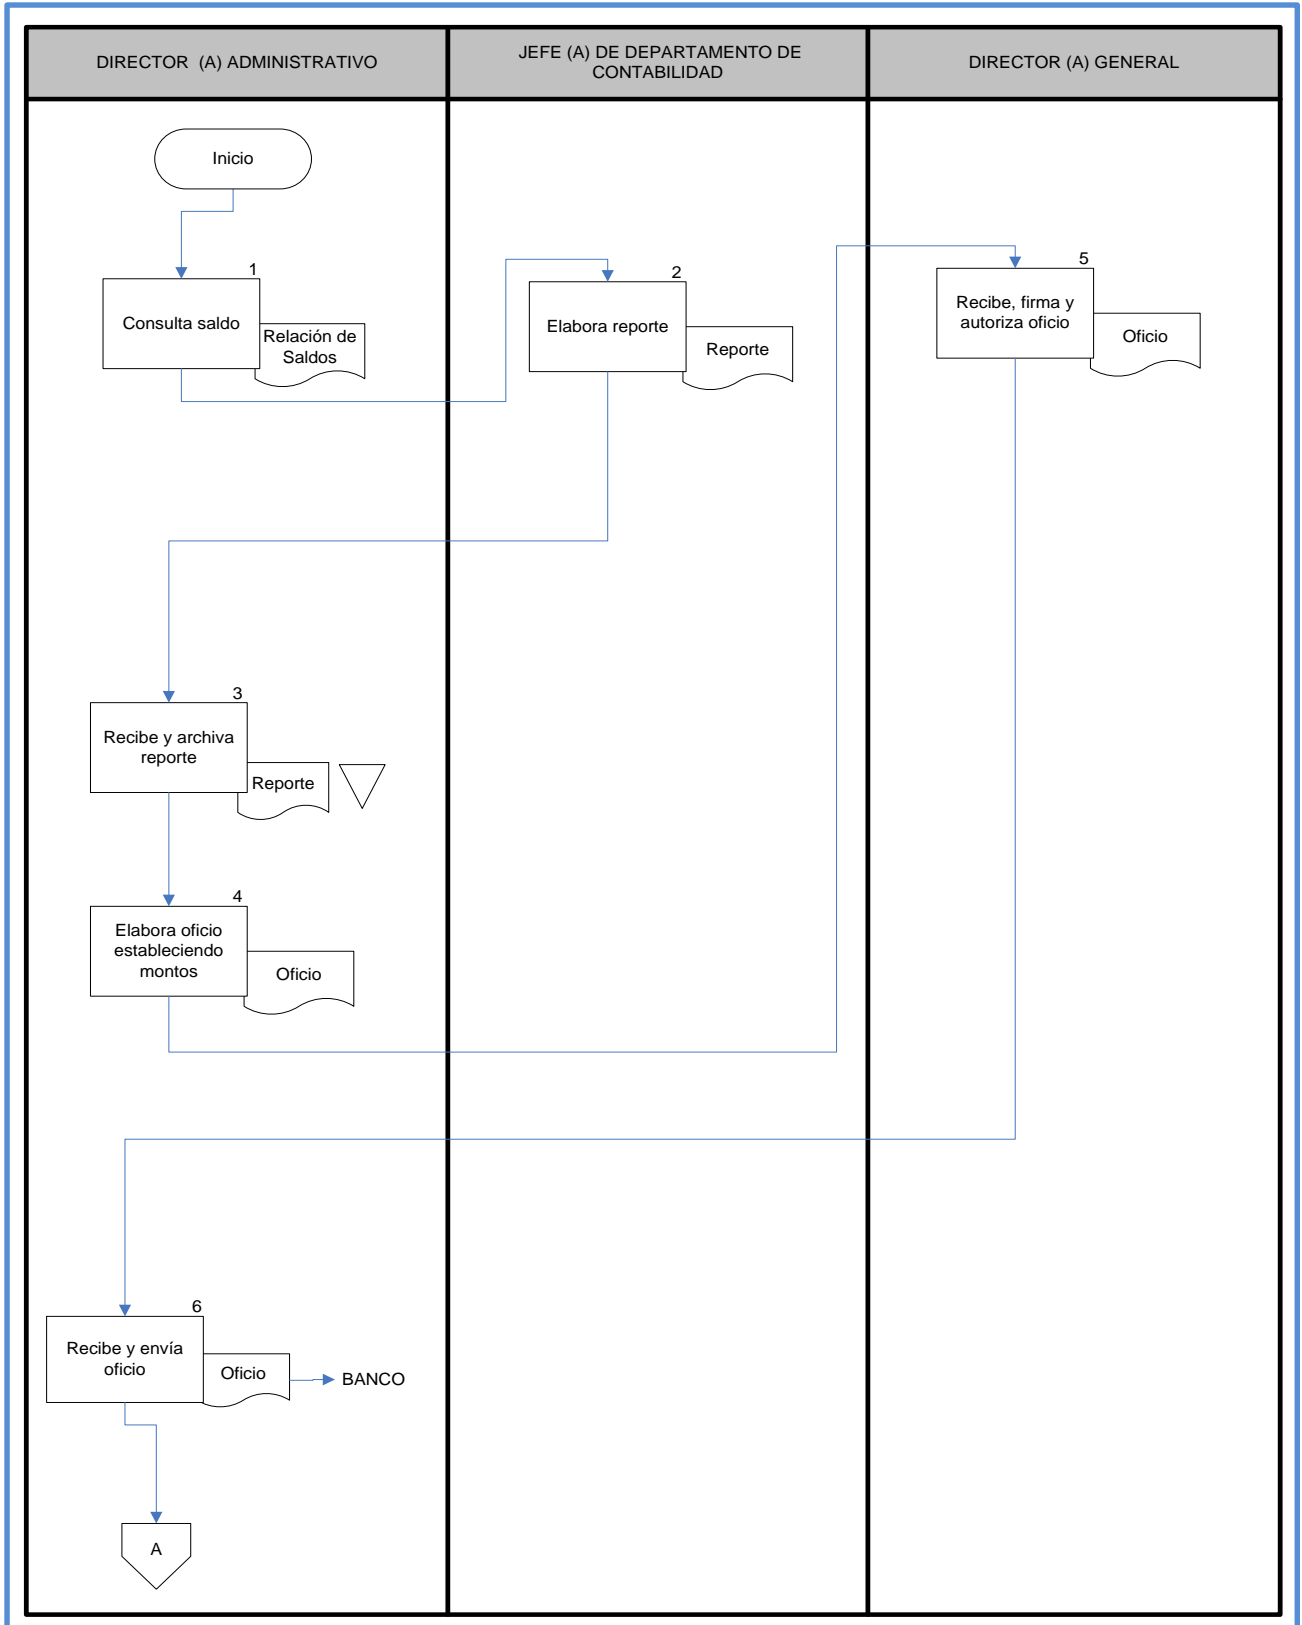 DIRECTOR (A) ADMINISTRATIVO
JEFE (A) DE DEPARTAMENTO DE
CONTABILIDAD
DIRECTOR (A) GENERAL
Inicio
1
Consulta saldo
Relación de
Saldos
2
Elabora reporte
Reporte
5
Recibe, firma y
autoriza oficio
Oficio
3
Recibe y archiva
reporte
Reporte
4
Elabora oficio
estableciendo
montos
Oficio
6
Recibe y envía
oficio
Oficio
BANCO
A